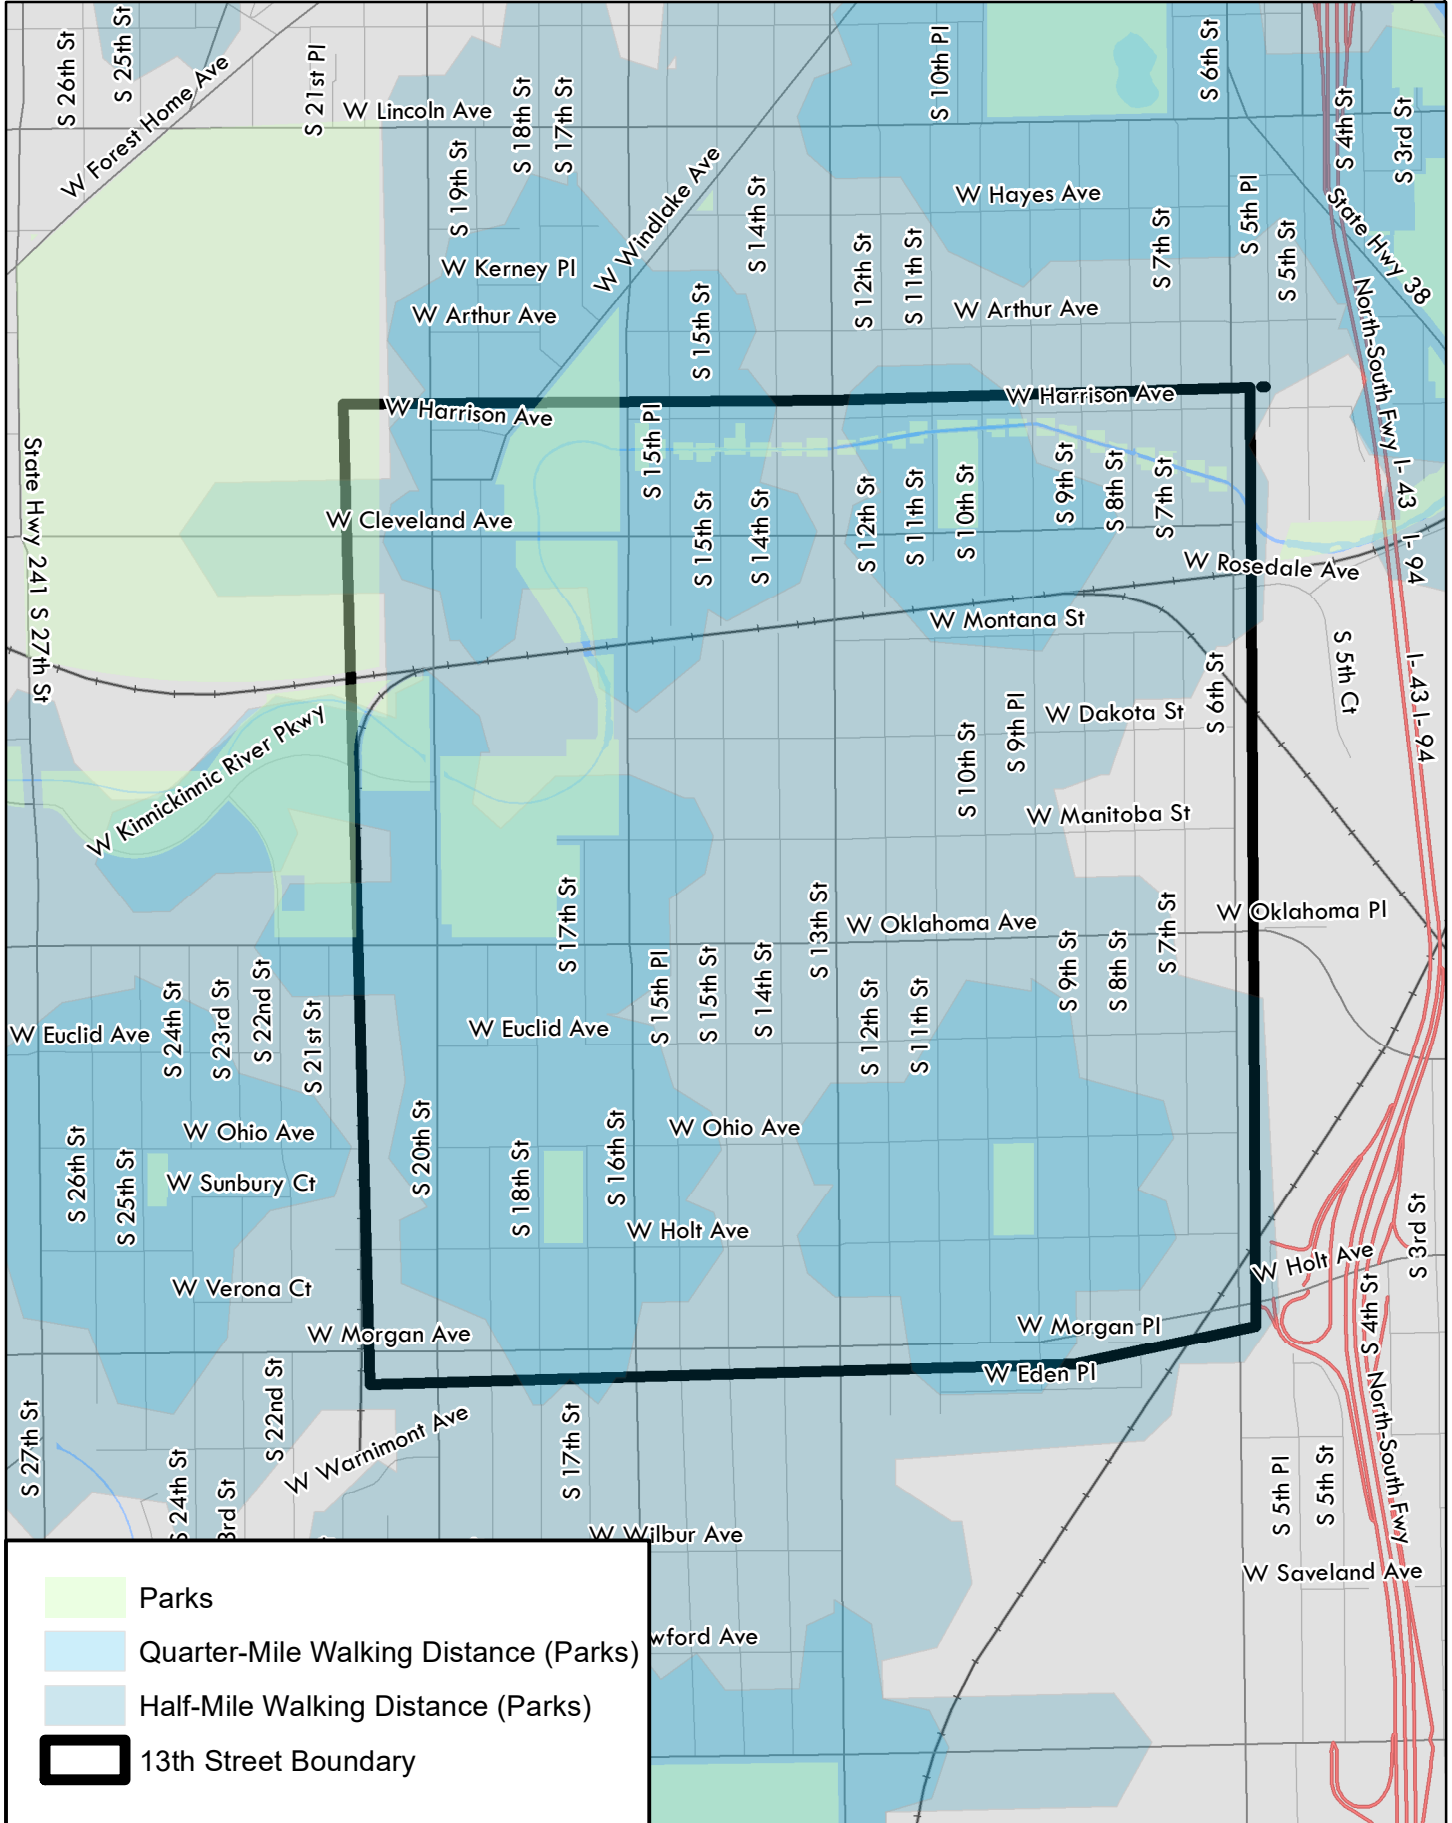 S 26th St
S 25th St
W Forest Home Ave
S 21st Pl
W Lincoln Ave
S 18th St
S 17th St
S 19th St
W Windlake Ave
S 14th St
S 10th Pl
S 6th St
S 4th St
S 3rd St
W Hayes Ave
S 5th Pl
S 7th St
S 5th St
State Hwy 38
W Kerney Pl
S 12th St
S 11th St
W Arthur Ave
S 15th St
W Arthur Ave
North-South Fwy
W Harrison Ave
W Harrison Ave
State Hwy 241
S 27th St
S 15th Pl
I- 43
I- 94
W Cleveland Ave
S 15th St
S 14th St
S 12th St
S 11th St
S 10th St
S 9th St
S 8th St
S 7th St
W Rosedale Ave
W Montana St
S 5th Ct
I- 43 I- 94
S 6th St
W Dakota St
W Kinnickinnic River Pkwy
S 10th St
S 9th Pl
W Manitoba St
S 17th St
S 13th St
W Oklahoma Ave
S 7th St
W Oklahoma Pl
W Euclid Ave
S 24th St
S 23rd St
S 22nd St
S 21st St
W Euclid Ave
S 15th Pl
S 15th St
S 14th St
S 12th St
S 11th St
S 9th St
S 8th St
S 26th St
S 25th St
W Ohio Ave
W Sunbury Ct
S 20th St
S 18th St
S 16th St
W Ohio Ave
W Holt Ave
W Holt Ave
S 3rd St
W Verona Ct
W Morgan Ave
W Morgan Pl
S 4th St
W Eden Pl
S 27th St
S 22nd St
W Warnimont Ave
S 17th St
North-South Fwy
S 24th St
3rd St
S 5th Pl
S 5th St
W Wilbur Ave
W Saveland Ave
wford Ave
Parks
Quarter-Mile Walking Distance (Parks)
Half-Mile Walking Distance (Parks)
13th Street Boundary